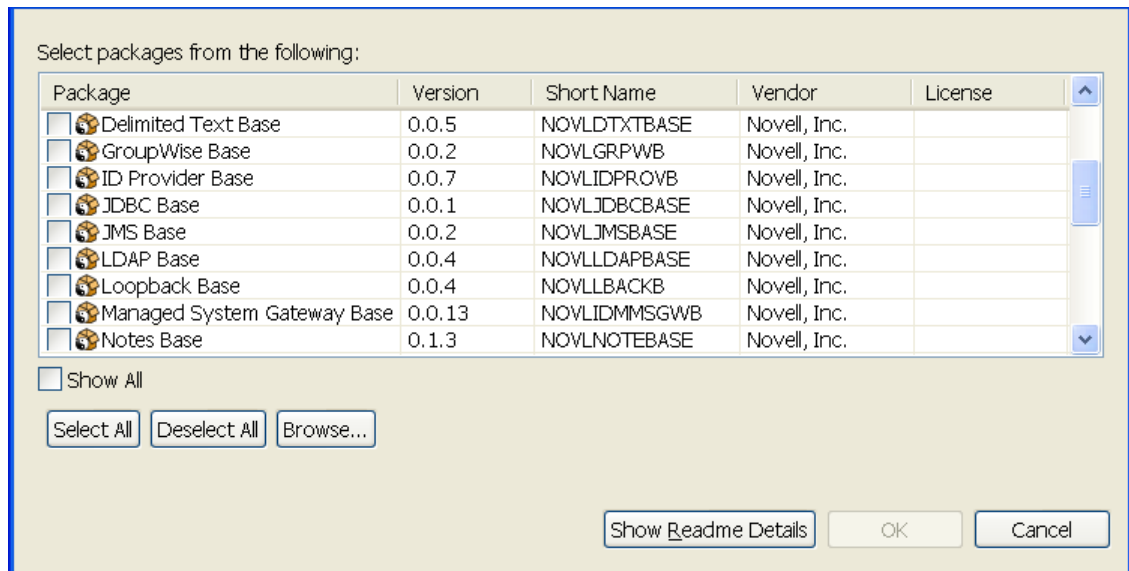 Select packages from the following:
Package Version Short Name Vendor License
Delimited Text Base 0.0.5 NOVLDTXTBASE Novell, Inc.
GroupWise Base 0.0.2 NOVLGRPWB Novell, Inc.
ID Provider Base 0.0.7 NOVLIDPROVB Novell, Inc.
JDBC Base 0.0.1 NOVLJDBCBASE Novell, Inc.
JMS Base 0.0.2 NOVLJMSBASE Novell, Inc.
LDAP Base 0.0.4 NOVLLDAPBASE Novell, Inc.
Loopback Base 0.0.4 NOVLLBACKB Novell, Inc.
Managed System Gateway Base 0.0.13 NOVLIDMMSGWB Novell, Inc.
Notes Base 0.1.3 NOVLNOTEBASE Novell, Inc.
Show All
Select All Deselect All Browse...
Show Readme Details OK Cancel